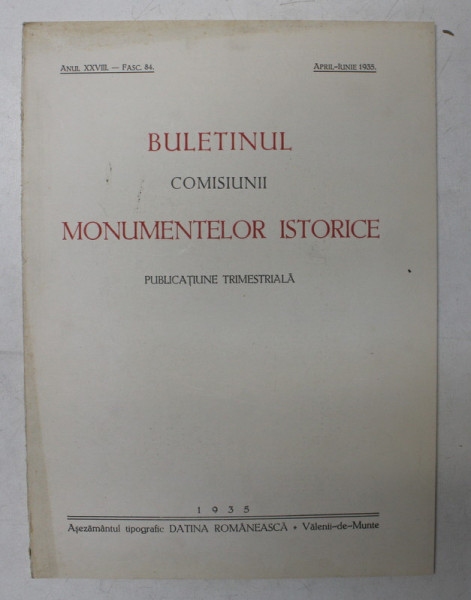 ANUL XXVIII. — FASC. 84. APRIL-IUNIE 1935.
BULETINUL
COMISIUNII
MONUMENTELOR ISTORICE
PUBLICAȚIUNE TRIMESTRIALĂ
1935
Așezământul tipografic DATINA ROMÂNEASCĂ • Vălenii-de-Munte